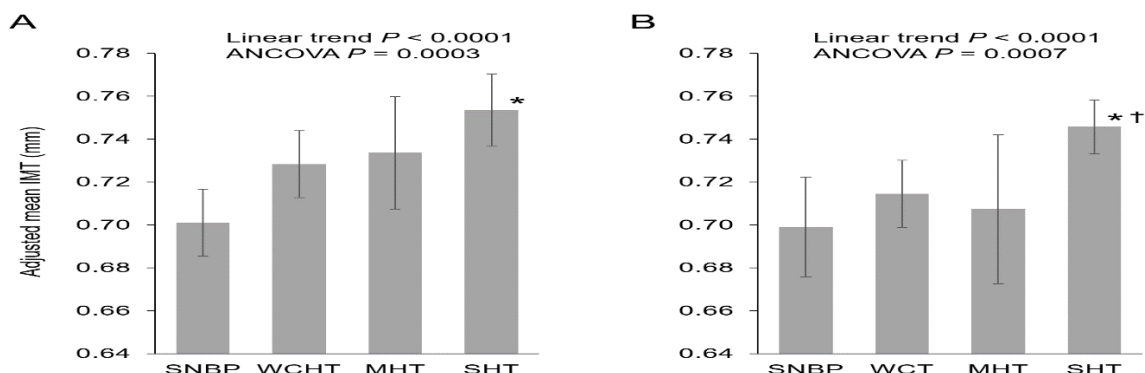 A
Linear trend P < 0.0001
ANCOVA P = 0.0003
0.78
0.76
0.74
0.72
0.70
0.68
0.66
0.64
Adjusted mean IMT (mm)
*
SNBP WCHT MHT SHT
B
Linear trend P < 0.0001
ANCOVA P = 0.0007
0.78
0.76
0.74
0.72
0.70
0.68
0.66
0.64
* †
SNBP WCT MHT SHT